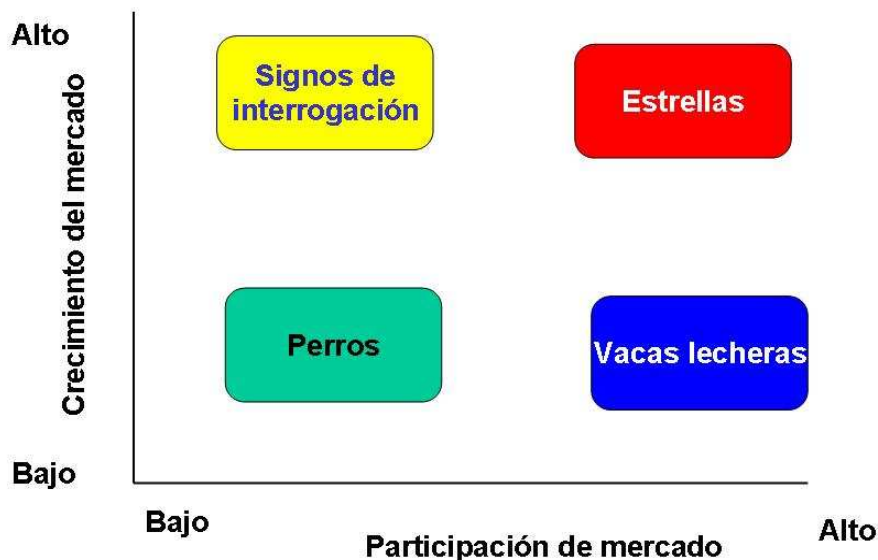 Alto
Signos de
interrogación
Estrellas
Crecimiento del mercado
Perros
Vacas lecheras
Bajo
Bajo
Participación de mercado
Alto